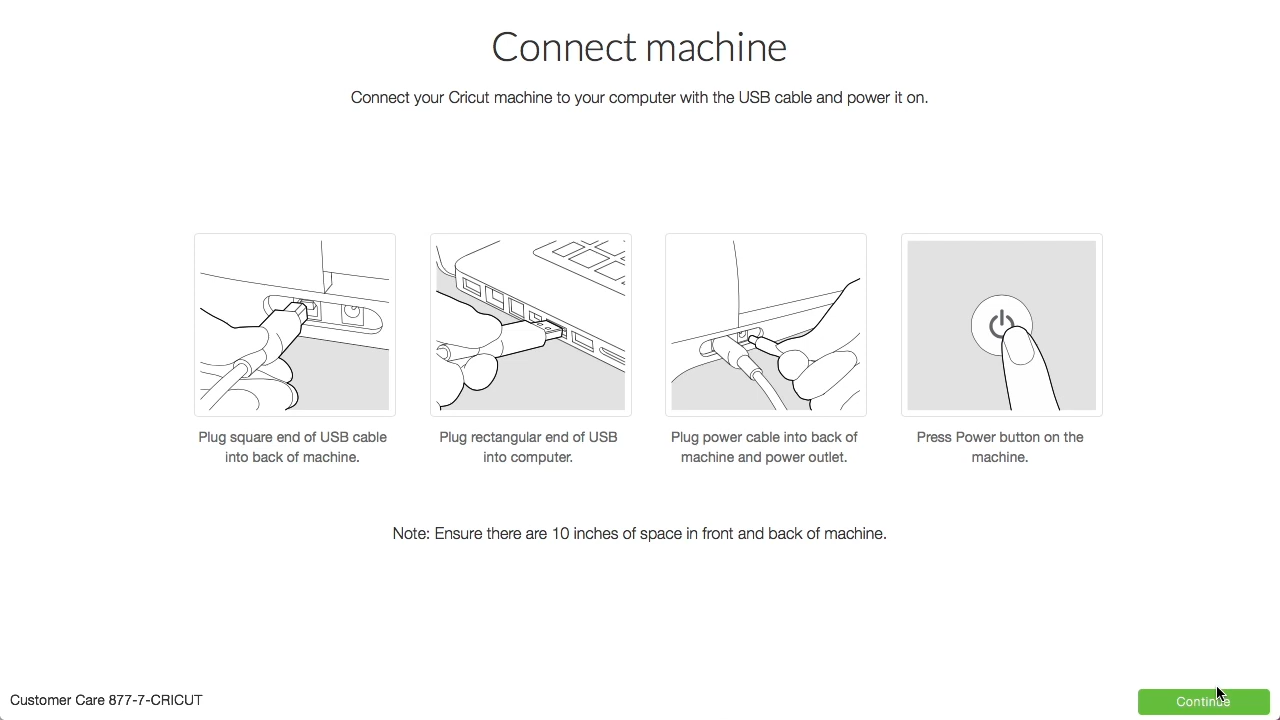 Connect machine
Connect your Cricut machine to your computer with the USB cable and power it on.
Plug square end of USB cable
into back of machine.
Plug rectangular end of USB
into computer.
Plug power cable into back of
machine and power outlet.
Press Power button on the
machine.
Note: Ensure there are 10 inches of space in front and back of machine.
Customer Care 877-7-CRICUT
Continue